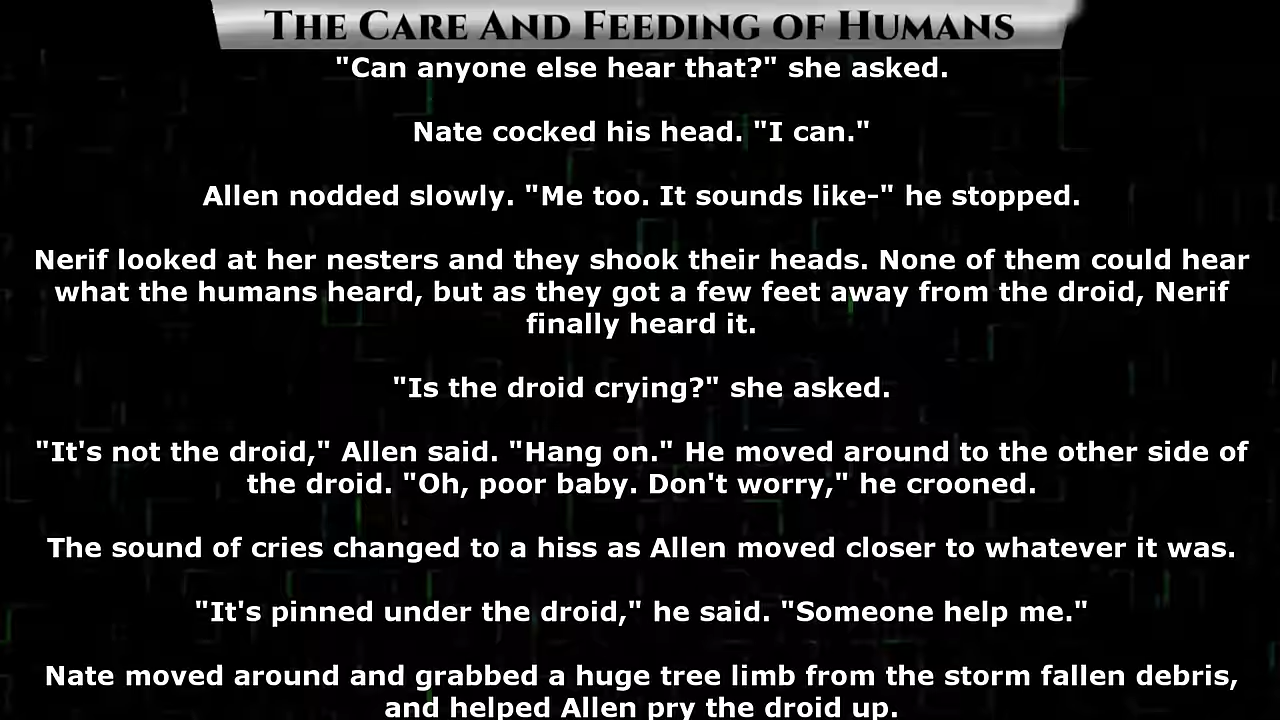 THE CARE AND FEEDING OF HUMANS
"Can anyone else hear that?" she asked.
Nate cocked his head. "I can."
Allen nodded slowly. "Me too. It sounds like-" he stopped.
Nerif looked at her nesters and they shook their heads. None of them could hear
what the humans heard, but as they got a few feet away from the droid, Nerif
finally heard it.
"Is the droid crying?" she asked.
"It's not the droid," Allen said. "Hang on." He moved around to the other side of
the droid. "Oh, poor baby. Don't worry," he crooned.
The sound of cries changed to a hiss as Allen moved closer to whatever it was.
"It's pinned under the droid," he said. "Someone help me."
Nate moved around and grabbed a huge tree limb from the storm fallen debris,
and helped Allen pry the droid up.